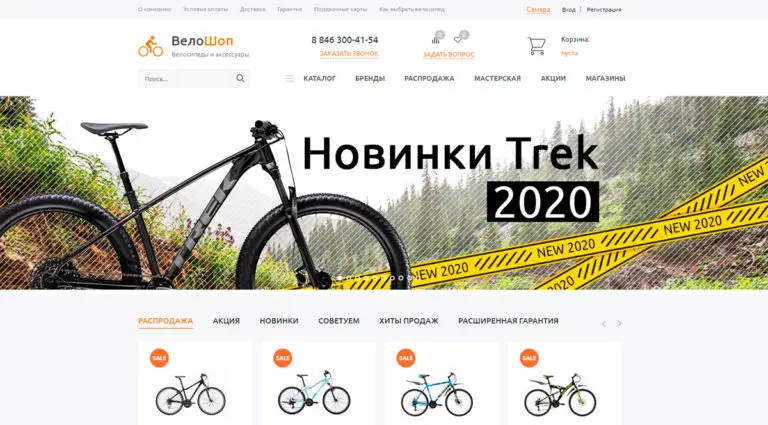 О компании Условия оплаты Доставка Гарантия Подарочные карты Как выбрать велосипед Самара Вход | Регистрация
ВелоШоп
Велосипеды и аксессуары
8 846 300-41-54
ЗАКАЗАТЬ ЗВОНОК
0 0
ЗАДАТЬ ВОПРОС
Корзина:
пуста
Поиск...
КАТАЛОГ БРЕНДЫ РАСПРОДАЖА МАСТЕРСКАЯ АКЦИИ МАГАЗИНЫ
TREK
Новинки Trek
2020
NEW 2020
NEW 2020
NEW 2020
NEW 2020
NEW 2020
РАСПРОДАЖА АКЦИЯ НОВИНКИ СОВЕТУЕМ ХИТЫ ПРОДАЖ РАСШИРЕННАЯ ГАРАНТИЯ
SALE SALE SALE SALE